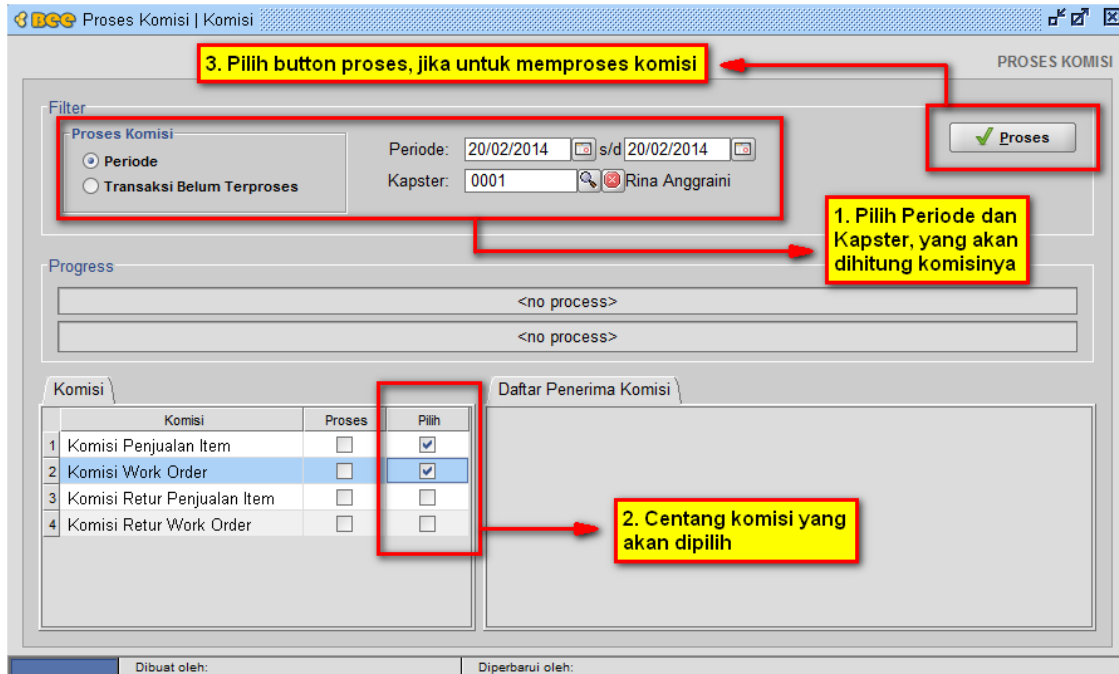 BEE Proses Komisi | Komisi
3. Pilih button proses, jika untuk memproses komisi
PROSES KOMISI
Filter
Proses Komisi
Periode
Transaksi Belum Terproses
Periode: 20/02/2014 s/d 20/02/2014
Kapster: 0001 Rina Anggraini
Proses
1. Pilih Periode dan
Kapster, yang akan
dihitung komisinya
Progress
<no process>
<no process>
Komisi
Komisi Proses Pilih
1 Komisi Penjualan Item
2 Komisi Work Order
3 Komisi Retur Penjualan Item
4 Komisi Retur Work Order
Daftar Penerima Komisi
2. Centang komisi yang
akan dipilih
Dibuat oleh: Diperbarui oleh: